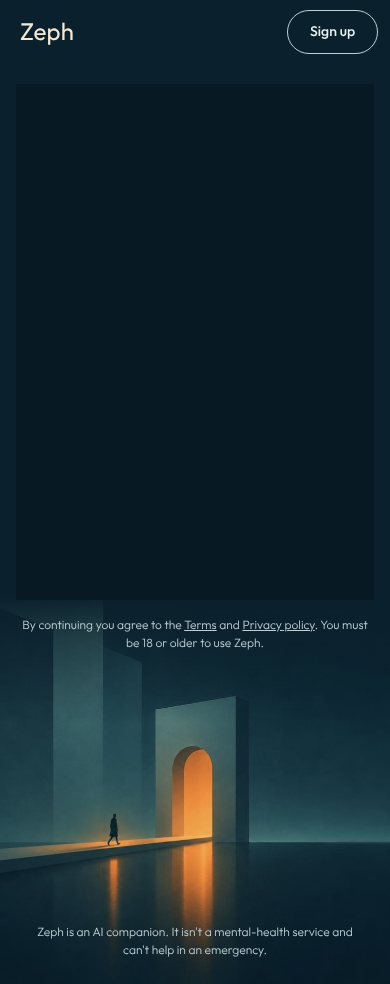 Zeph
Sign up
By continuing you agree to the Terms and Privacy policy. You must
be 18 or older to use Zeph.
Zeph is an AI companion. It isn't a mental-health service and
can't help in an emergency.